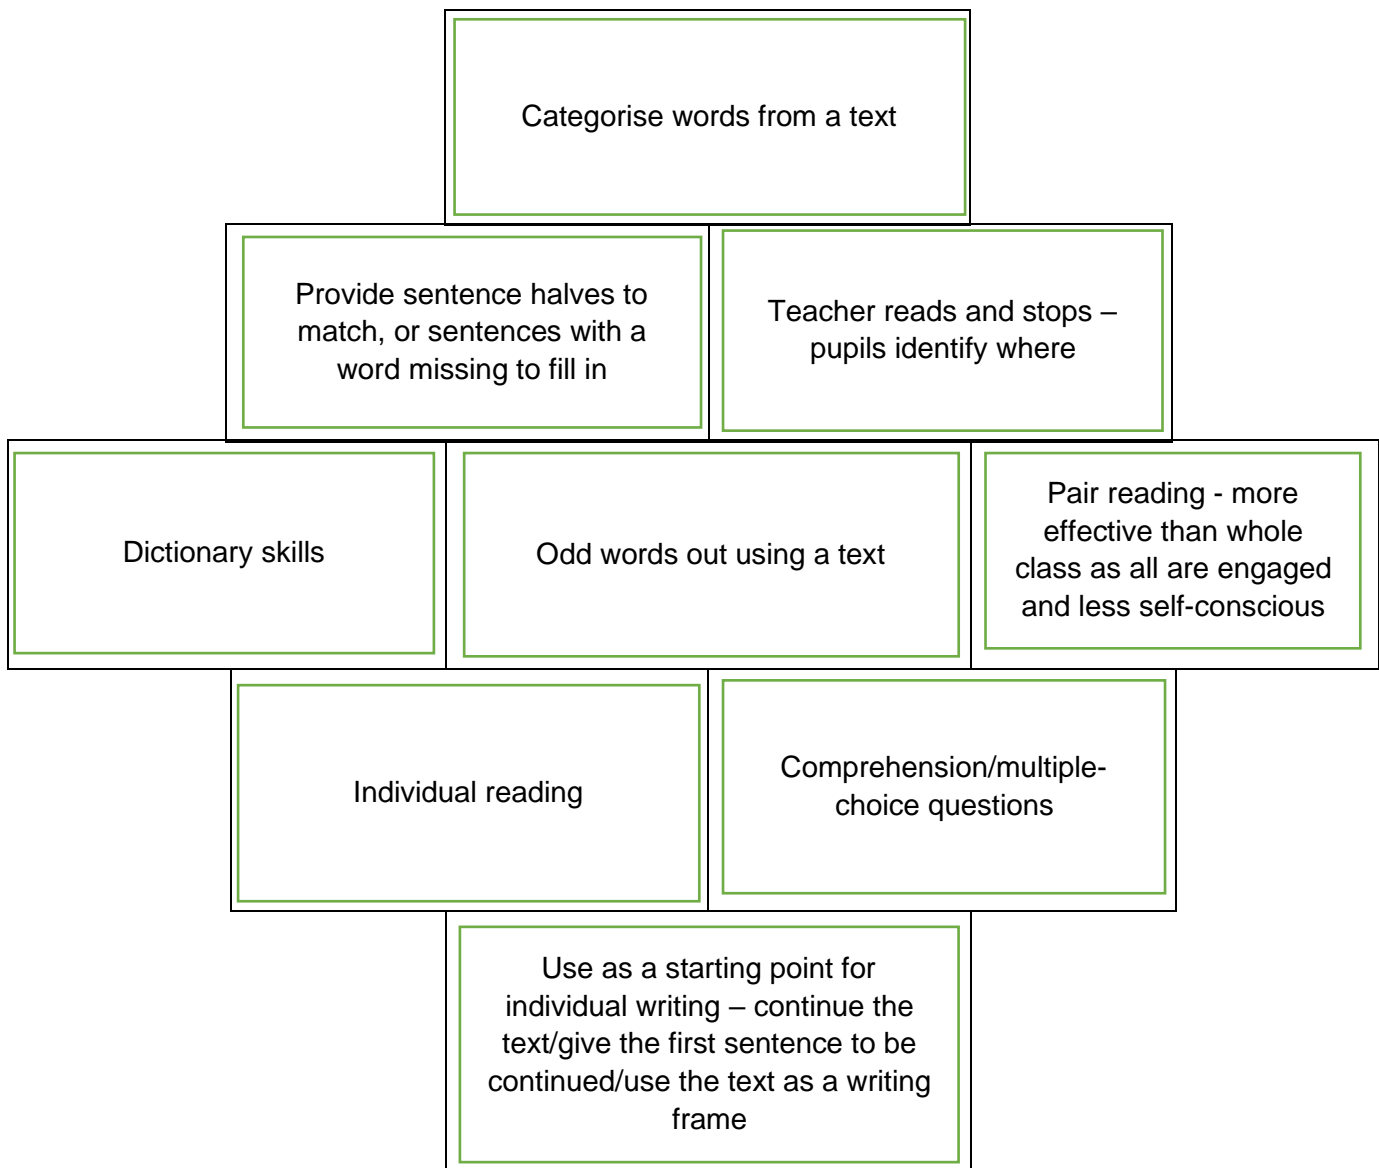 Categorise words from a text
Provide sentence halves to
match, or sentences with a
word missing to fill in
Teacher reads and stops –
pupils identify where
Dictionary skills
Odd words out using a text
Pair reading - more
effective than whole
class as all are engaged
and less self-conscious
Individual reading
Comprehension/multiple-
choice questions
Use as a starting point for
individual writing – continue the
text/give the first sentence to be
continued/use the text as a writing
frame